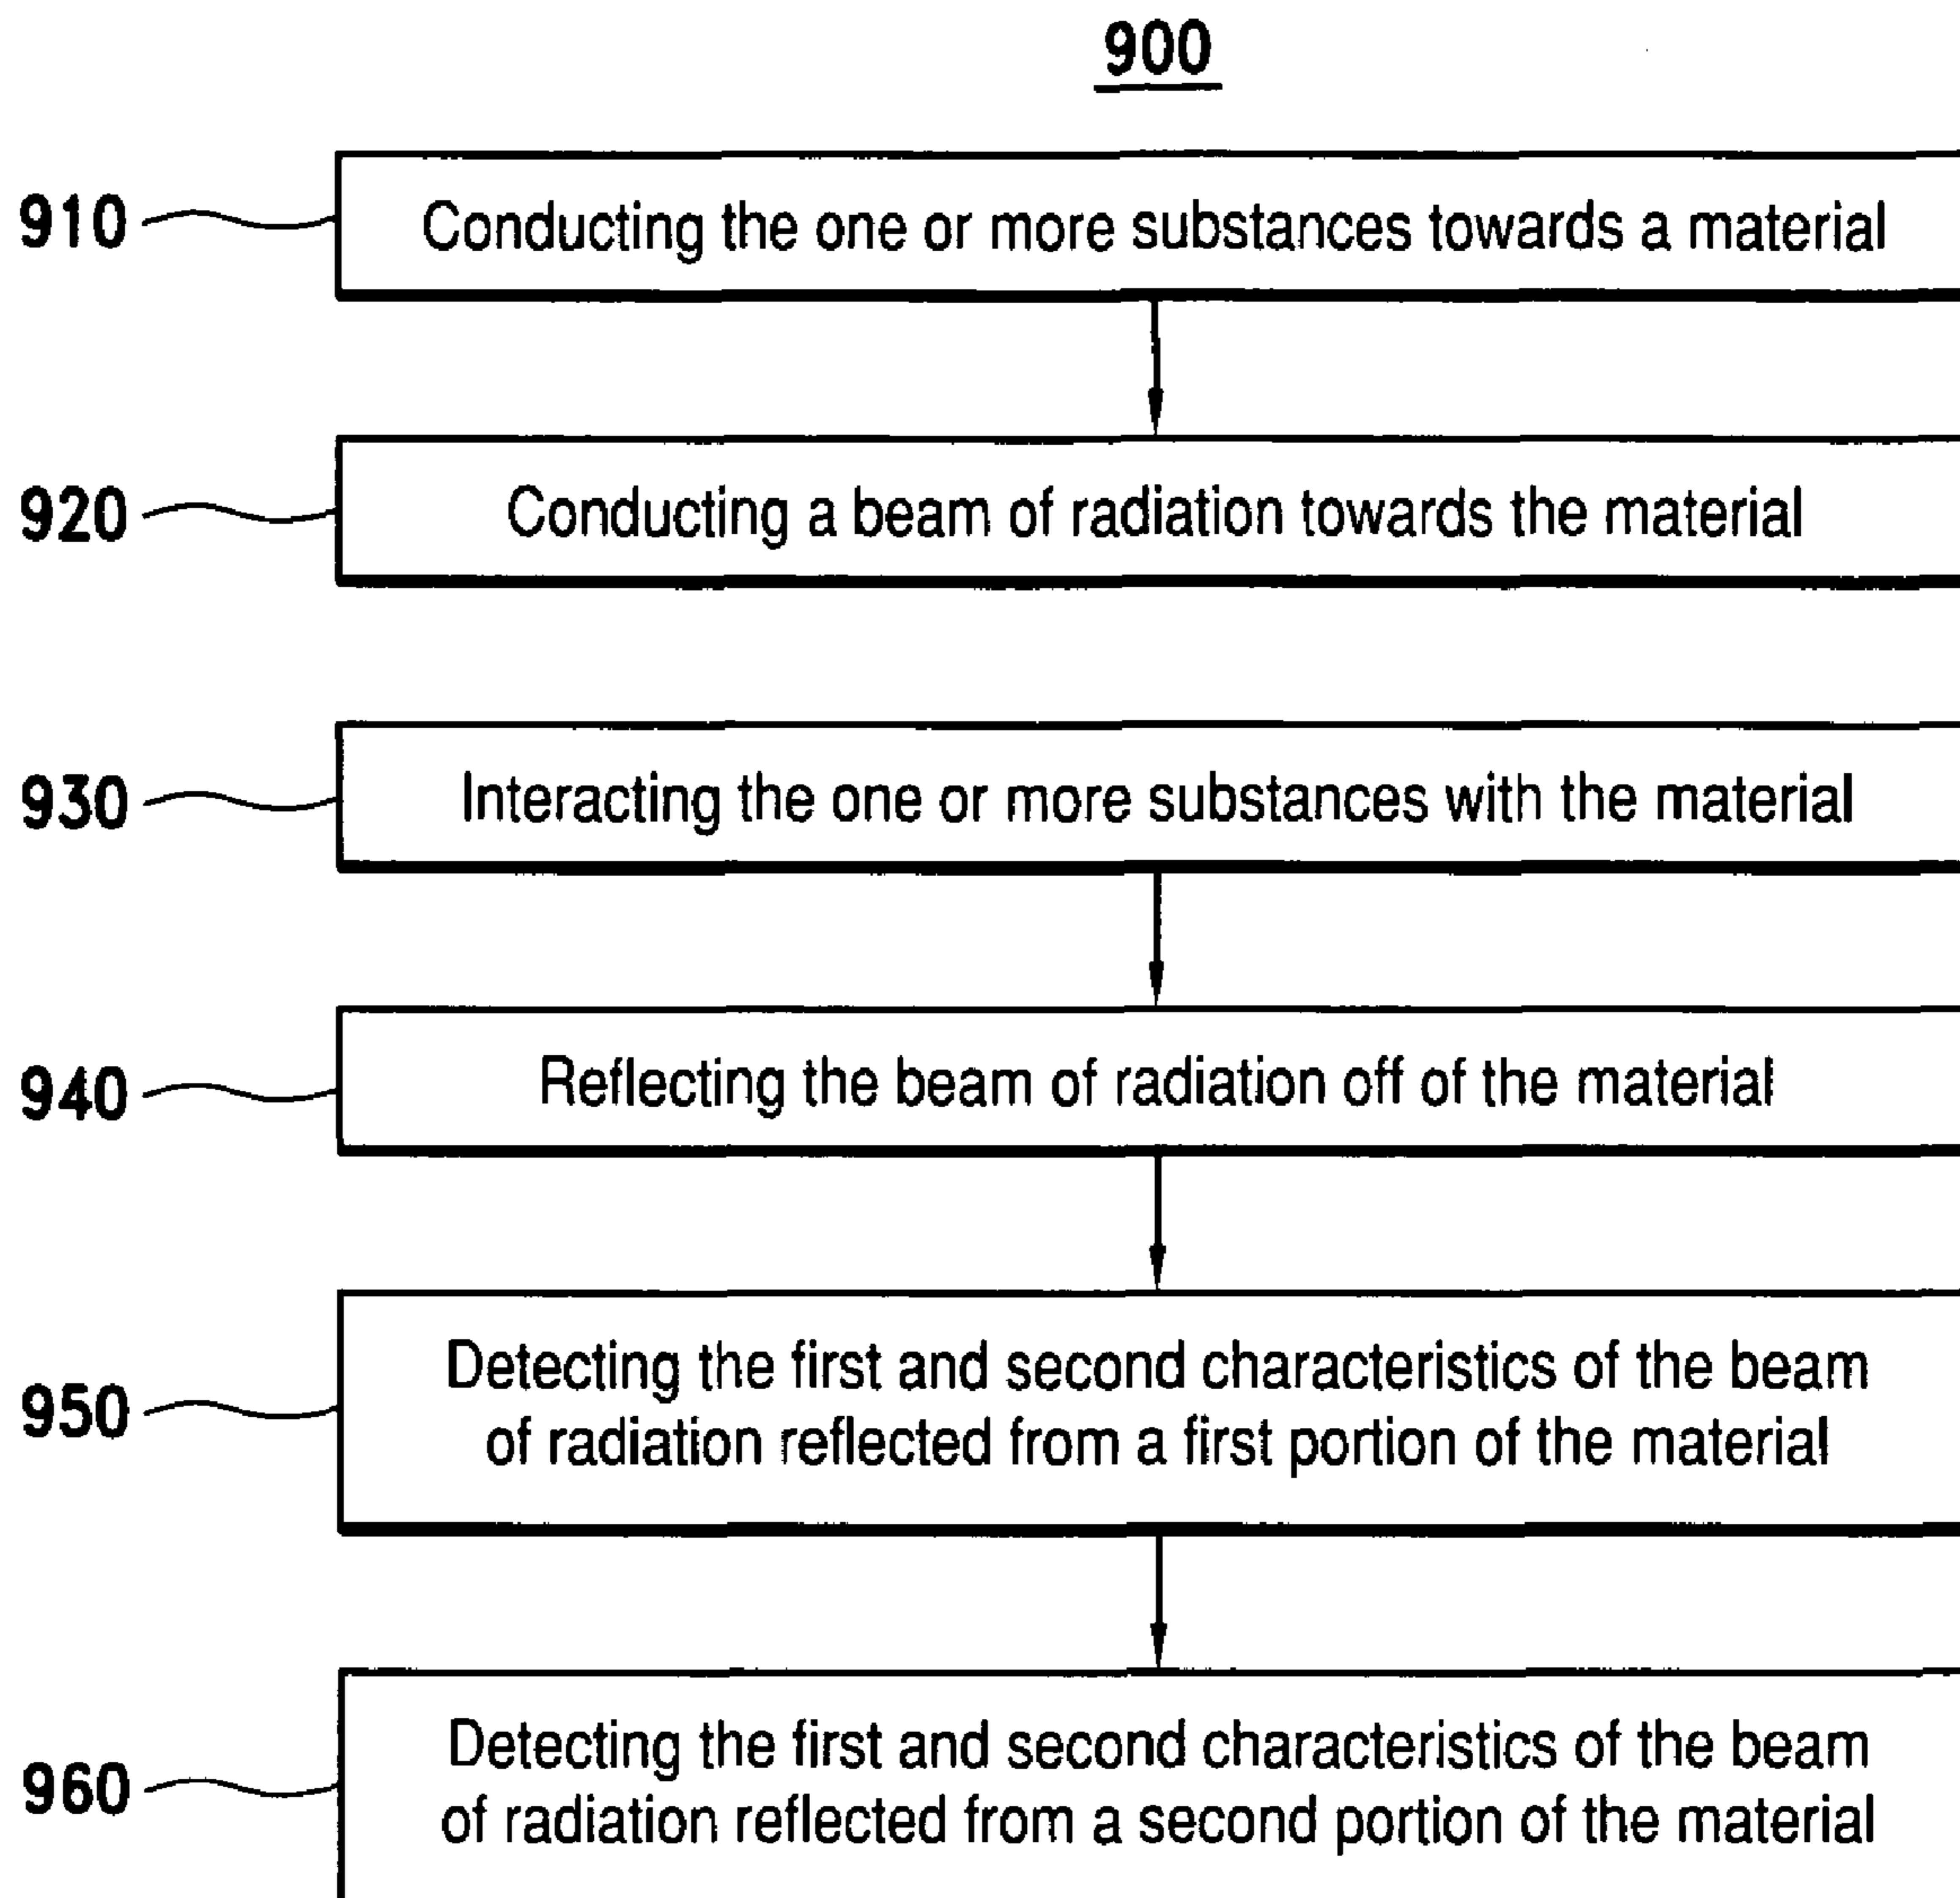 900
910 Conducting the one or more substances towards a material
920 Conducting a beam of radiation towards the material
930 Interacting the one or more substances with the material
940 Reflecting the beam of radiation off of the material
950 Detecting the first and second characteristics of the beam
of radiation reflected from a first portion of the material
960 Detecting the first and second characteristics of the beam
of radiation reflected from a second portion of the material